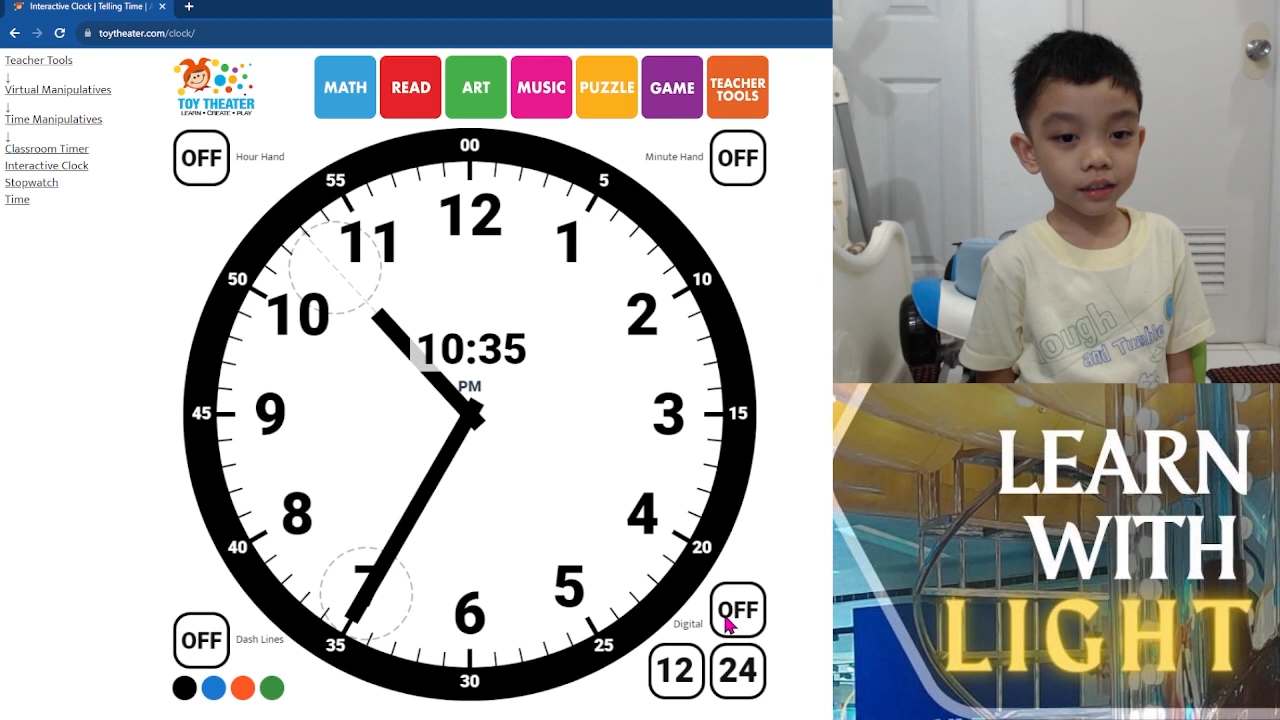 Interactive Clock | Telling Time |
toytheater.com/clock/
Teacher Tools
↓
Virtual Manipulatives
↓
Time Manipulatives
↓
Classroom Timer
Interactive Clock
Stopwatch
Time
TOY THEATER
LEARN • CREATE • PLAY
MATH
READ
ART
MUSIC
PUZZLE
GAME
TEACHER
TOOLS
OFF
Hour Hand
Minute Hand
OFF
00
5
10
15
20
25
30
35
40
45
50
55
12
1
2
3
4
5
6
7
8
9
10
11
10:35
PM
OFF
Dash Lines
Digital
OFF
12
24
Tough
and Tumble
LEARN
WITH
LIGHT